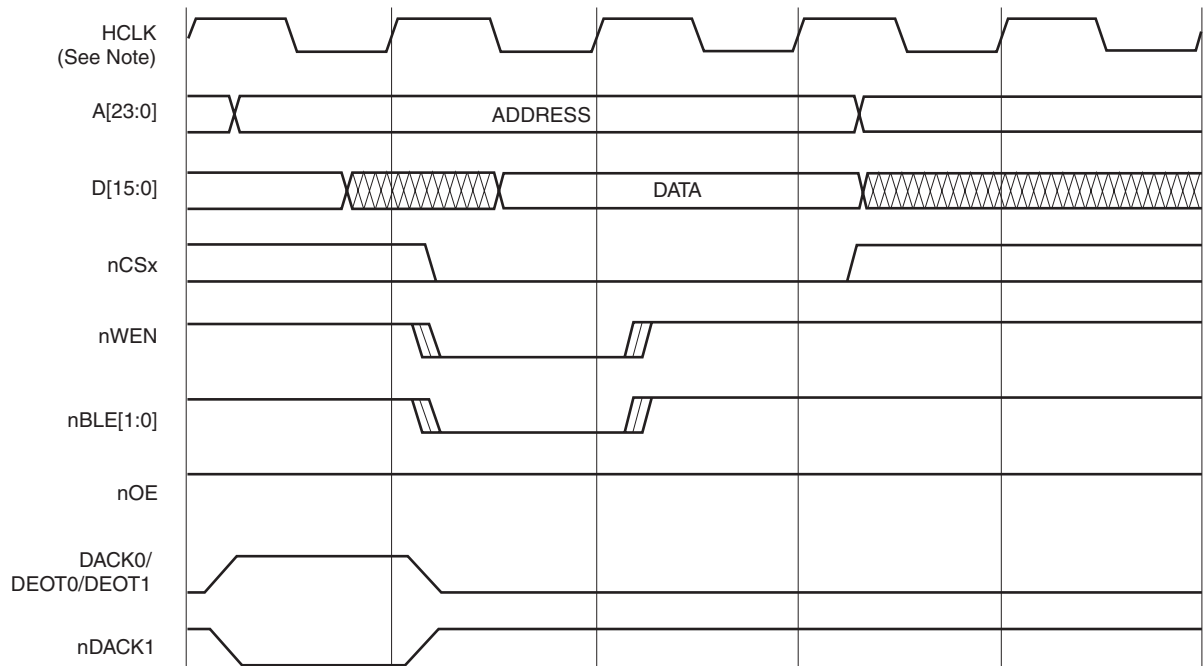 HCLK
(See Note)
A[23:0]
ADDRESS
D[15:0]
DATA
nCSx
nWEN
nBLE[1:0]
nOE
DACK0/
DEOT0/DEOT1
nDACK1